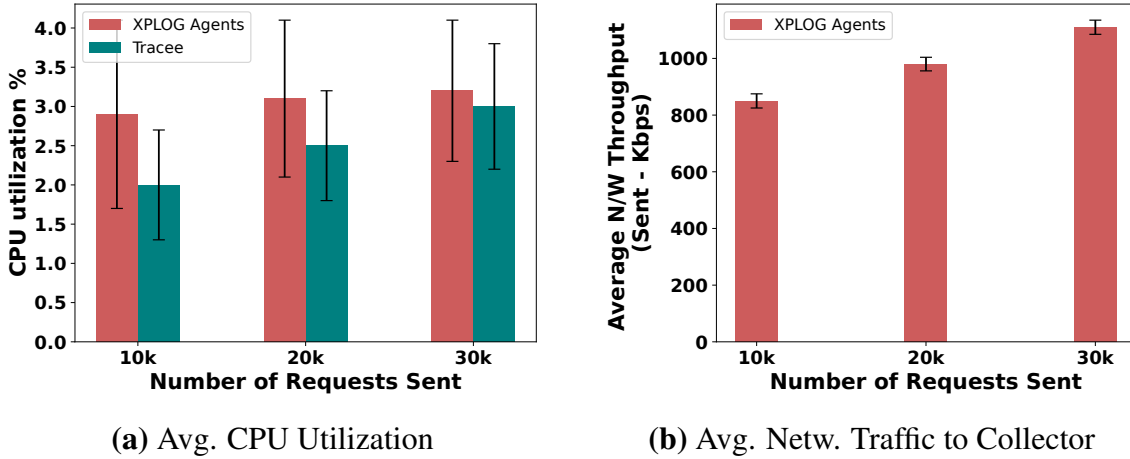 XPLOG Agents
Tracee
CPU utilization %
4.0
3.5
3.0
2.5
2.0
1.5
1.0
0.5
0.0
10k
20k
30k
Number of Requests Sent
(a) Avg. CPU Utilization
XPLOG Agents
Average N/W Throughput
(Sent - Kbps)
1000
800
600
400
200
0
10k
20k
30k
Number of Requests Sent
(b) Avg. Netw. Traffic to Collector